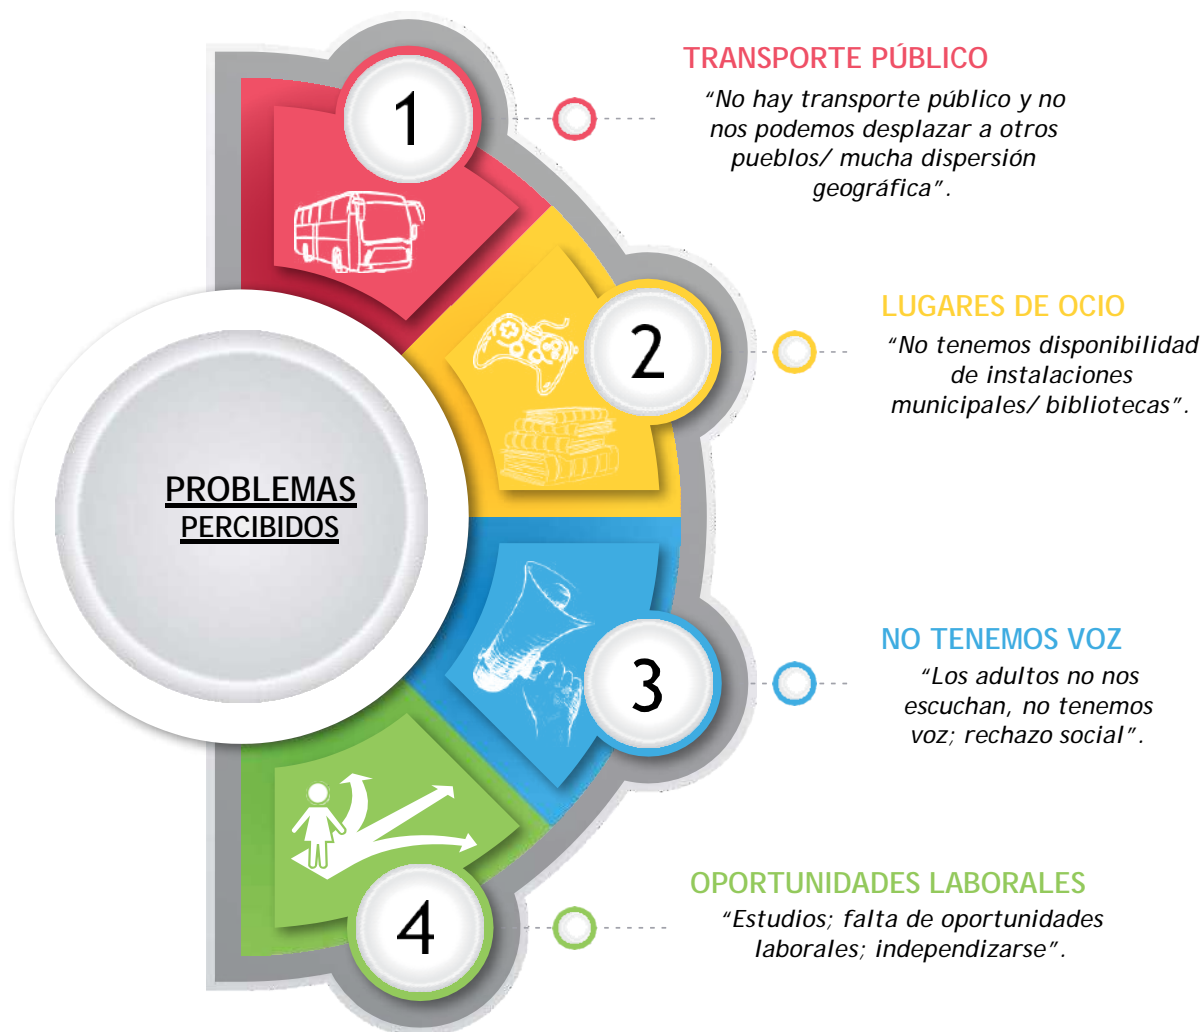 PROBLEMAS
PERCIBIDOS
1
TRANSPORTE PÚBLICO
“No hay transporte público y no
nos podemos desplazar a otros
pueblos/ mucha dispersión
geográfica”.
2
LUGARES DE OCIO
“No tenemos disponibilidad
de instalaciones
municipales/ bibliotecas”.
3
NO TENEMOS VOZ
“Los adultos no nos
escuchan, no tenemos
voz; rechazo social”.
4
OPORTUNIDADES LABORALES
“Estudios; falta de oportunidades
laborales; independizarse”.